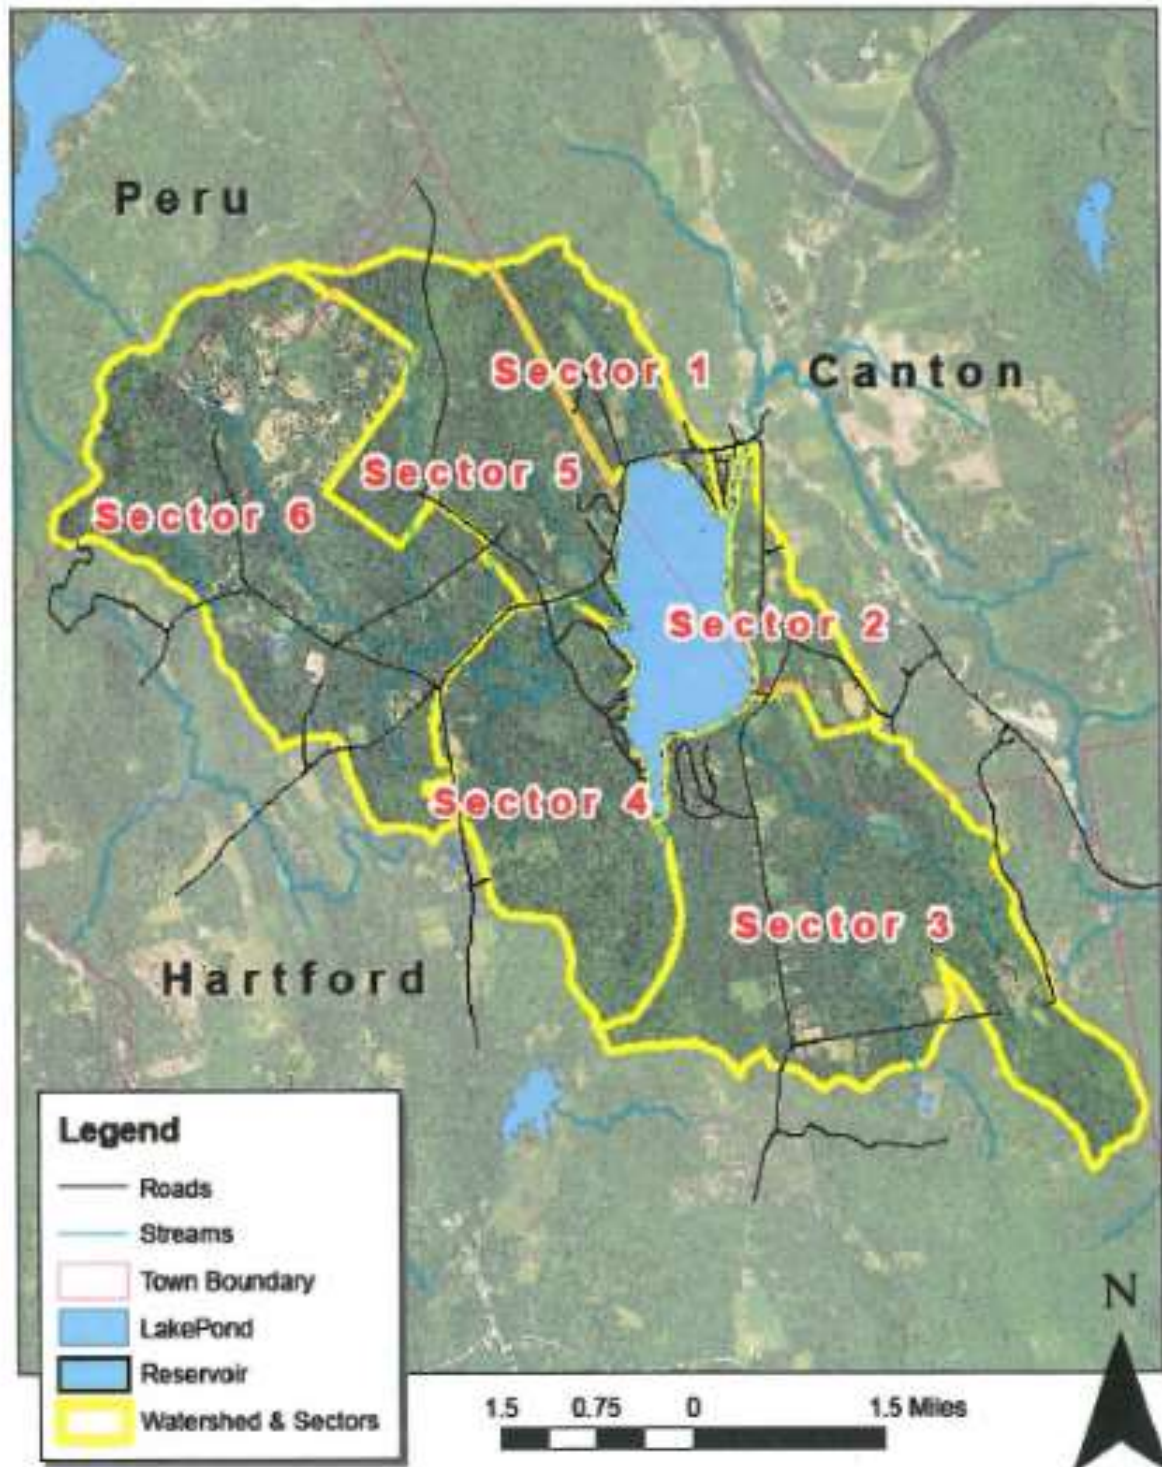 Peru
Sector 1
Canton
Sector 5
Sector 6
Sector 2
Sector 4
Sector 3
Hartford
Legend
Roads
Streams
Town Boundary
LakePond
Reservoir
Watershed & Sectors
1.5 0.75 0 1.5 Miles
N